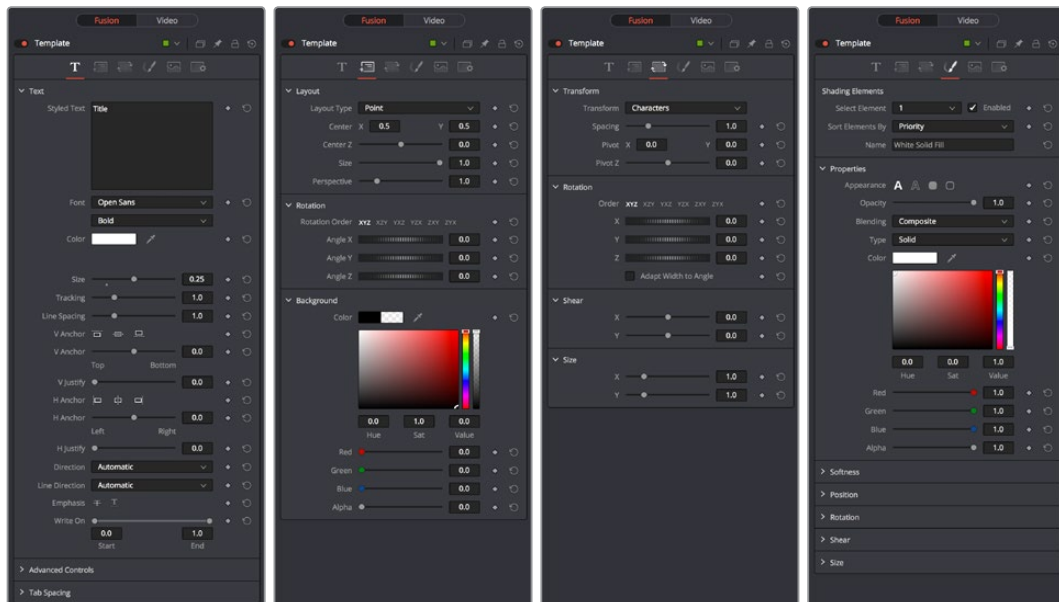 Fusion Video
Template
Text
Styled Text Title
Font Open Sans
Bold
Color
Size 0.25
Tracking 1.0
Line Spacing 1.0
V Anchor
V Anchor 0.0
Top Bottom
V Justify 0.0
H Anchor
H Anchor 0.0
Left Right
H Justify 0.0
Direction Automatic
Line Direction Automatic
Emphasis
Write On
0.0 1.0
Start End
Advanced Controls
Tab Spacing
Fusion Video
Template
Layout
Layout Type Point
Center X 0.5 Y 0.5
Center Z 0.0
Size 1.0
Perspective 1.0
Rotation
Rotation Order XYZ XZY YXZ YZX ZXY ZYX
Angle X 0.0
Angle Y 0.0
Angle Z 0.0
Background
Color
0.0 1.0 0.0
Hue Sat Value
Red 0.0
Green 0.0
Blue 0.0
Alpha 0.0
Fusion Video
Template
Transform
Transform Characters
Spacing 1.0
Pivot X 0.0 Y 0.0
Pivot Z 0.0
Rotation
Order XYZ XZY YXZ YZX ZXY ZYX
X 0.0
Y 0.0
Z 0.0
Adapt Width to Angle
Shear
X 0.0
Y 0.0
Size
X 1.0
Y 1.0
Fusion Video
Template
Shading Elements
Select Element 1 Enabled
Sort Elements By Priority
Name White Solid Fill
Properties
Appearance A A
Opacity 1.0
Blending Composite
Type Solid
Color
0.0 0.0 1.0
Hue Sat Value
Red 1.0
Green 1.0
Blue 1.0
Alpha 1.0
Softness
Position
Rotation
Shear
Size